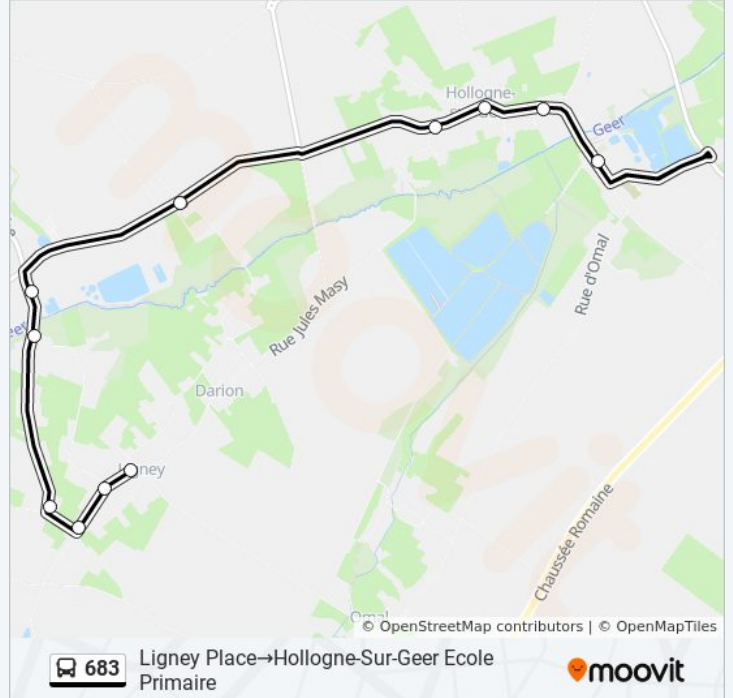 Hollogne-
Geer
Rue d'Omal
Rue Jules Masy
Darion
Chaussée Romaine
Omal
© OpenStreetMap contributors | © OpenMapTiles
683
Ligney Place→Hollogne-Sur-Geer Ecole
Primaire
moovit